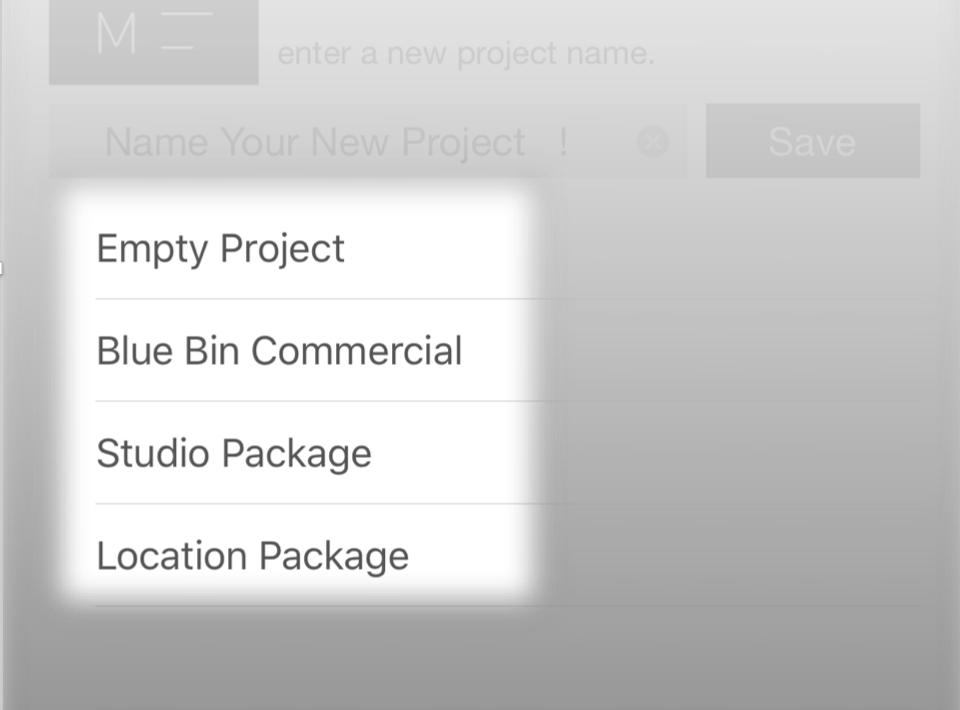 M
enter a new project name.
Name Your New Project !
Save
Empty Project
Blue Bin Commercial
Studio Package
Location Package